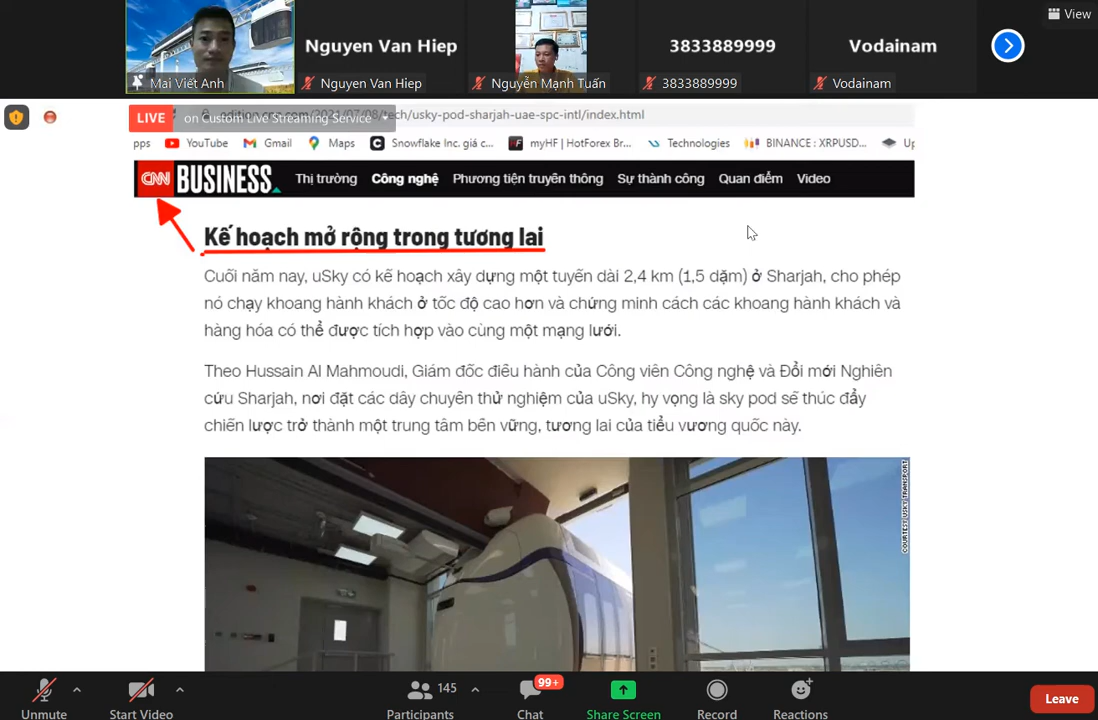 View
Mai Viết Anh
Nguyen Van Hiep
Nguyen Van Hiep
Nguyễn Mạnh Tuấn
3833889999
3833889999
Vodainam
Vodainam
LIVE on Custom Live Streaming Service
/2021/07/08/tech/usky-pod-sharjah-uae-spc-intl/index.html
pps YouTube Gmail Maps Snowflake Inc. giá c... myHF | HotForex Br... Technologies BINANCE : XRPUSD... Up
CNN BUSINESS Thị trường Công nghệ Phương tiện truyền thông Sự thành công Quan điểm Video
Kế hoạch mở rộng trong tương lai
Cuối năm nay, uSky có kế hoạch xây dựng một tuyến dài 2,4 km (1,5 dặm) ở Sharjah, cho phép
nó chạy khoang hành khách ở tốc độ cao hơn và chứng minh cách các khoang hành khách và
hàng hóa có thể được tích hợp vào cùng một mạng lưới.
Theo Hussain Al Mahmoudi, Giám đốc điều hành của Công viên Công nghệ và Đổi mới Nghiên
cứu Sharjah, nơi đặt các dây chuyền thử nghiệm của uSky, hy vọng là sky pod sẽ thúc đẩy
chiến lược trở thành một trung tâm bền vững, tương lai của tiểu vương quốc này.
COURTESY USKY TRANSPORT
Unmute
Start Video
145
Participants
99+
Chat
Share Screen
Record
Reactions
Leave